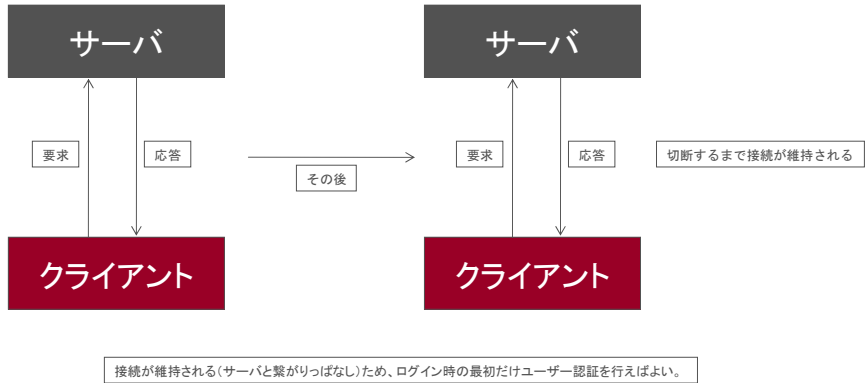 サーバ
サーバ
要求
応答
その後
要求
応答
切断するまで接続が維持される
クライアント
クライアント
接続が維持される(サーバと繋がりっぱなし)ため、ログイン時の最初だけユーザー認証を行えばよい。